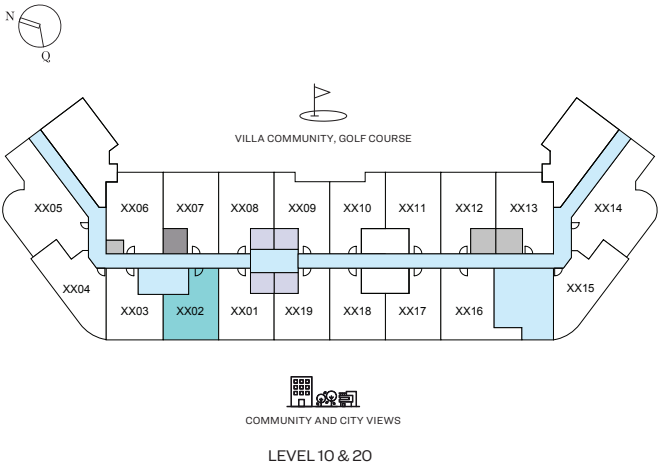 N
Q
VILLA COMMUNITY, GOLF COURSE
XX05 XX06 XX07 XX08 XX09 XX10 XX11 XX12 XX13 XX14
XX04 XX03 XX02 XX01 XX19 XX18 XX17 XX16 XX15
COMMUNITY AND CITY VIEWS
LEVEL 10 & 20